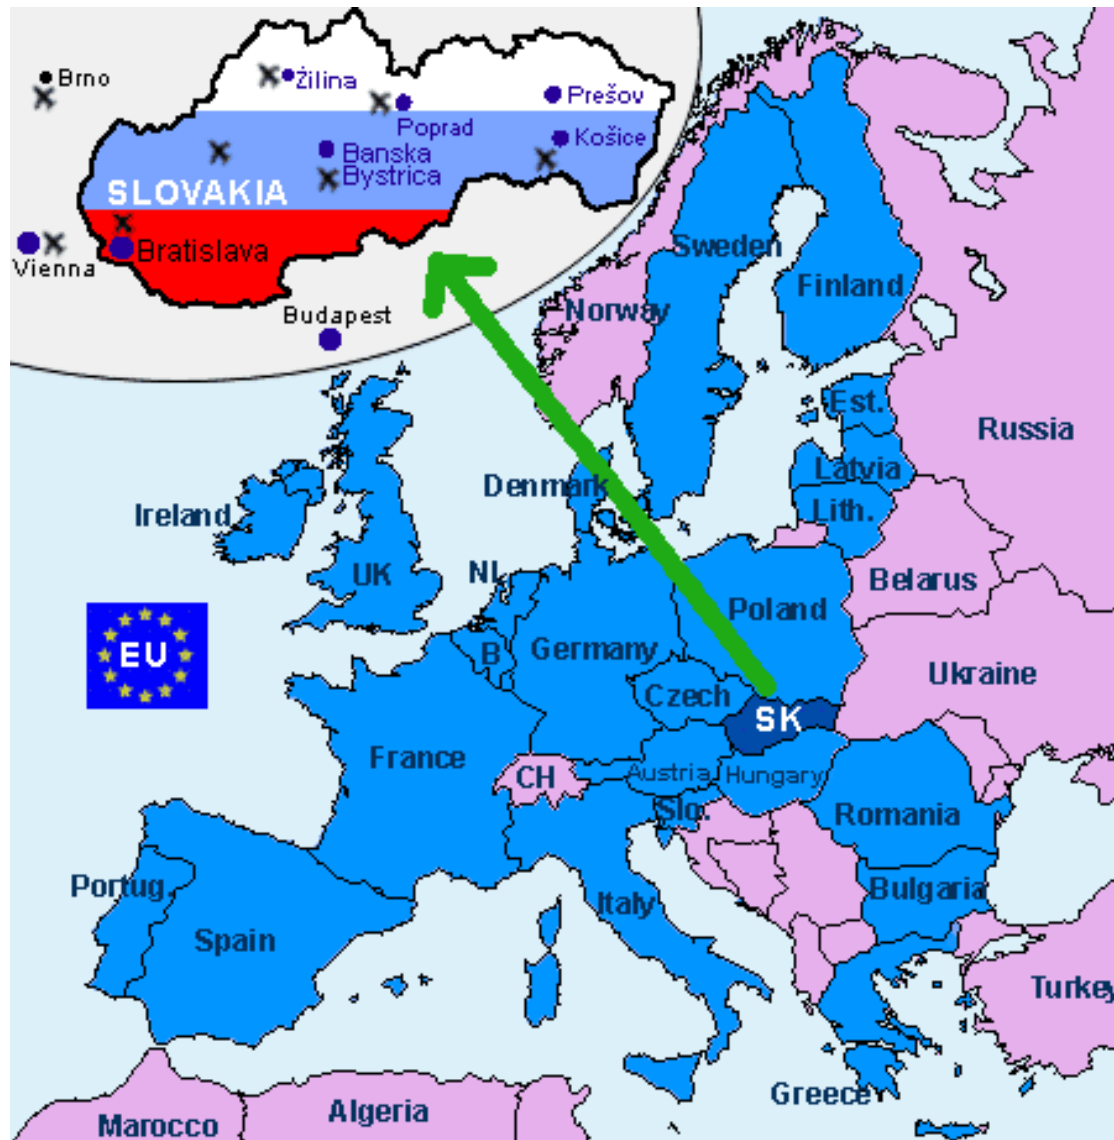 Brno
Žilina
Prešov
Poprad
Košice
Banska
Bystrica
SLOVAKIA
Bratislava
Vienna
Budapest
Sweden
Finland
Norway
Est.
Russia
Latvia
Denmark
Lith.
Ireland
NL
UK
Belarus
Poland
EU
B
Germany
Ukraine
Czech
SK
France
CH
Austria
Hungary
Slo.
Romania
Portug.
Bulgaria
Italy
Spain
Turkey
Greece
Algeria
Marocco